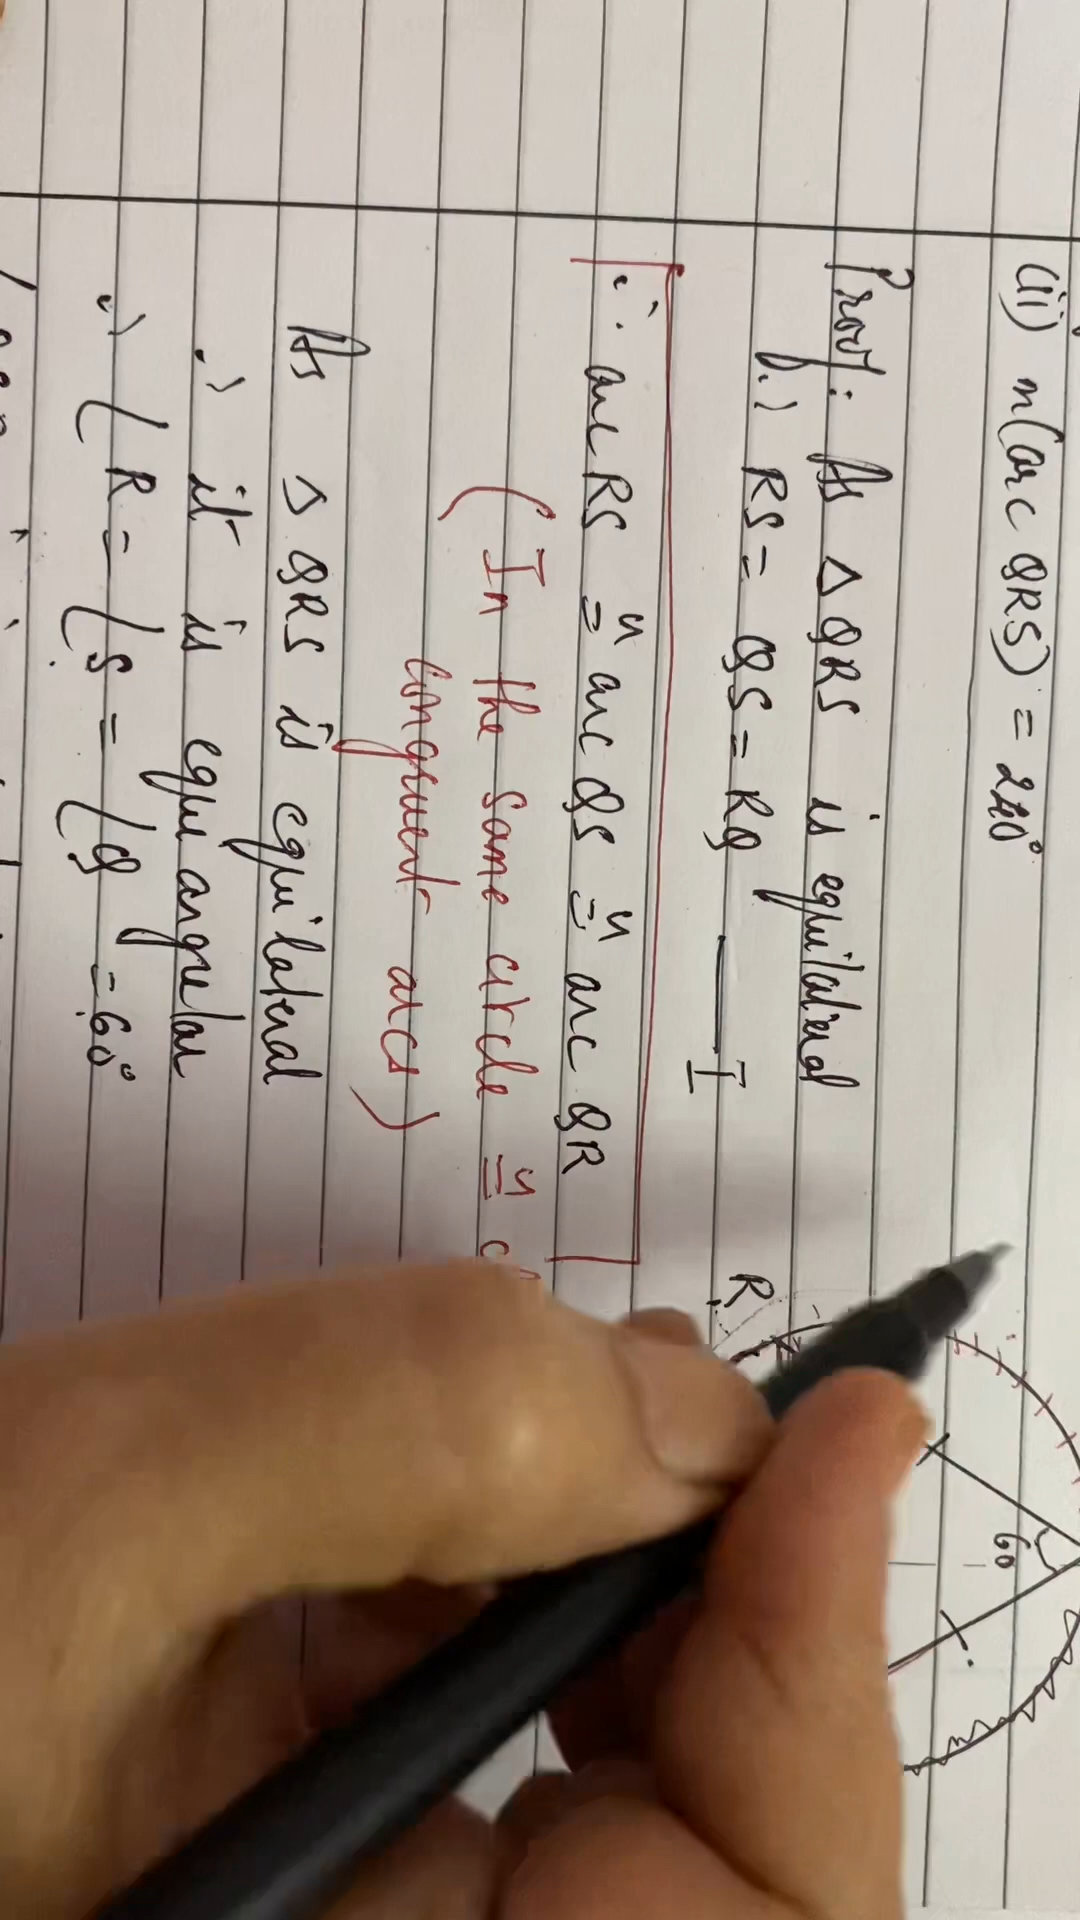 (ii) m(arc QRS) = 240°
Proof: As △ QRS is equilateral
∴ RS = QS = RQ —— I
∴ arc RS ≅ arc QS ≅ arc QR
(In the same circle ≅
congruent arcs)
As △ QRS is equilateral
∴ it is equiangular
∴ ∠R = ∠S = ∠Q = 60°
R
60